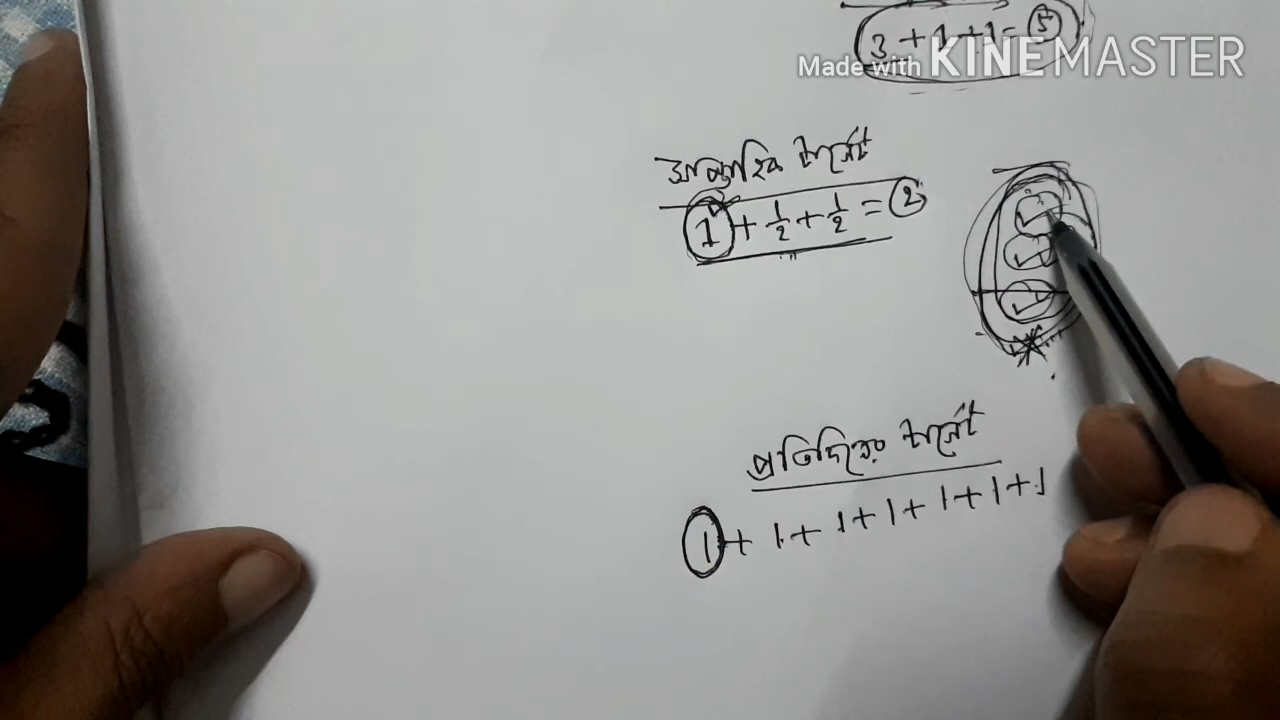 3 + 1 + 1 = 5
Made with KINEMASTER
সাপ্তাহিক টার্গেট
1 + 1/2 + 1/2 = 2
প্রতিদিনের টার্গেট
1 + 1 + 1 + 1 + 1 + 1 + 1